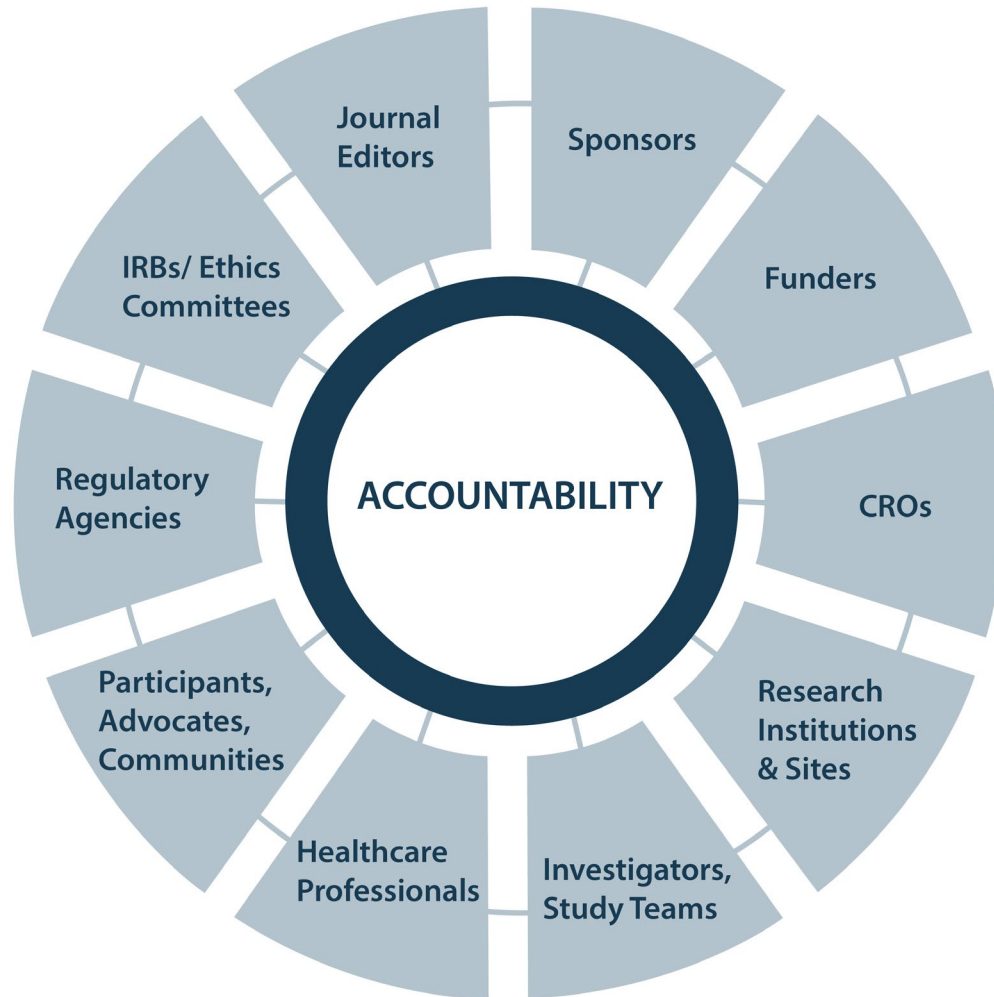 Journal
Editors
Sponsors
Funders
CROs
Research
Institutions
& Sites
Investigators,
Study Teams
Healthcare
Professionals
Participants,
Advocates,
Communities
Regulatory
Agencies
IRBs/ Ethics
Committees
ACCOUNTABILITY